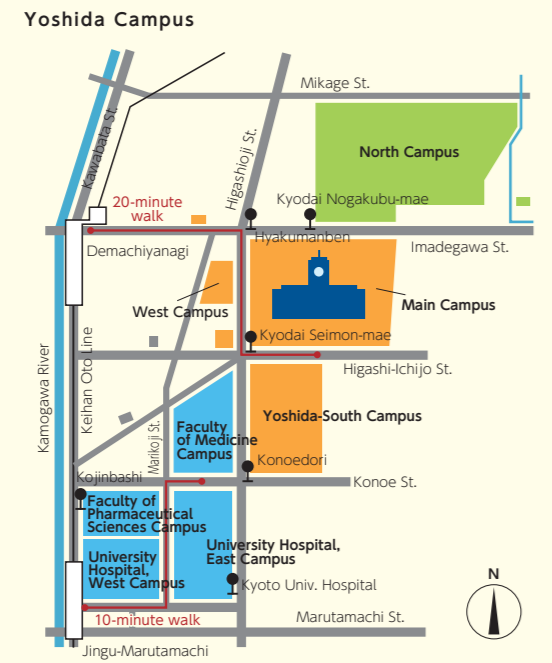 Yoshida Campus
Mikage St.
Kawabata St.
Higashioji St.
North Campus
20-minute
walk
Kyodai Nogakubu-mae
Hyakumanben
Demachiyanagi
Imadegawa St.
West Campus
Main Campus
Kyodai Seimon-mae
Kamogawa River
Keihan Oto Line
Higashi-Ichijo St.
Marikoji St.
Faculty
of Medicine
Campus
Yoshida-South Campus
Konoedori
Kojinbashi
Konoe St.
Faculty of
Pharmaceutical
Sciences Campus
University
Hospital,
West Campus
University Hospital,
East Campus
Kyoto Univ. Hospital
N
10-minute walk
Marutamachi St.
Jingu-Marutamachi